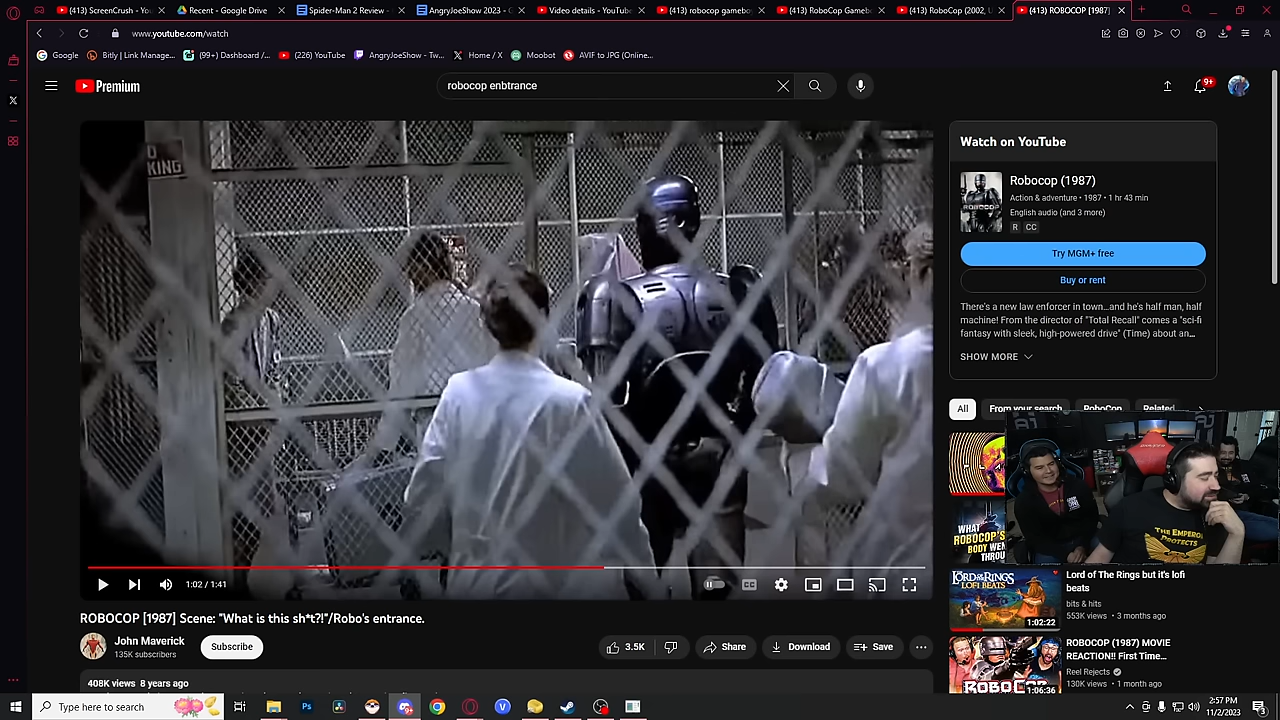 (413) ScreenCrush - You
Recent - Google Drive
Spider-Man 2 Review -
AngryJoeShow 2023 - G
Video details - YouTube
(413) robocop gameboy
(413) RoboCop Gameb
(413) RoboCop (2002,
(413) ROBOCOP [1987]
www.youtube.com/watch
Google
Bitly | Link Manage...
(99+) Dashboard /...
(226) YouTube
AngryJoeShow - Tw...
Home / X
Moobot
AVIF to JPG (Online...
Premium
robocop enbtrance
9+
KING
Watch on YouTube
Robocop (1987)
Action & adventure • 1987 • 1 hr 43 min
English audio (and 3 more)
R CC
Try MGM+ free
Buy or rent
There's a new law enforcer in town...and he's half man, half
machine! From the director of "Total Recall" comes a "sci-fi
fantasy with sleek, high-powered drive" (Time) about an...
SHOW MORE
All
From your search
RoboCop
Related
WHAT
ROBOCOP'S
BODY WEN
THROU
THE EMPEROR
PROTECTS
1:02 / 1:41
CC
ROBOCOP [1987] Scene: "What is this sh*t?!"/Robo's entrance.
John Maverick
135K subscribers
Subscribe
3.5K
Share
Download
Save
408K views 8 years ago
LORD OF THE RINGS
LOFI BEATS
1:02:22
Lord of The Rings but it's lofi
beats
bits & hits
553K views • 3 months ago
ROBOCOP
1:06:36
ROBOCOP (1987) MOVIE
REACTION!! First Time...
Reel Rejects
130K views • 1 month ago
Type here to search
Ps
V
2:57 PM
11/2/2023